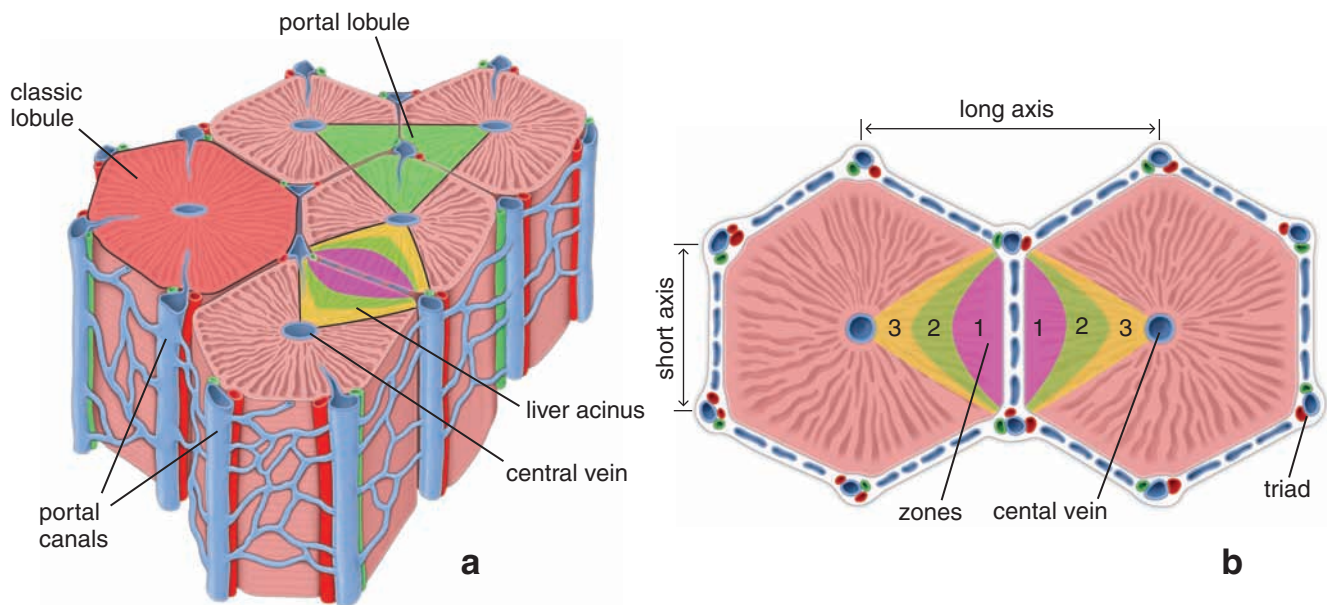 portal lobule
classic
lobule
liver acinus
central vein
portal
canals
a
long axis
short axis
3
2
1
1
2
3
zones
cental vein
triad
b